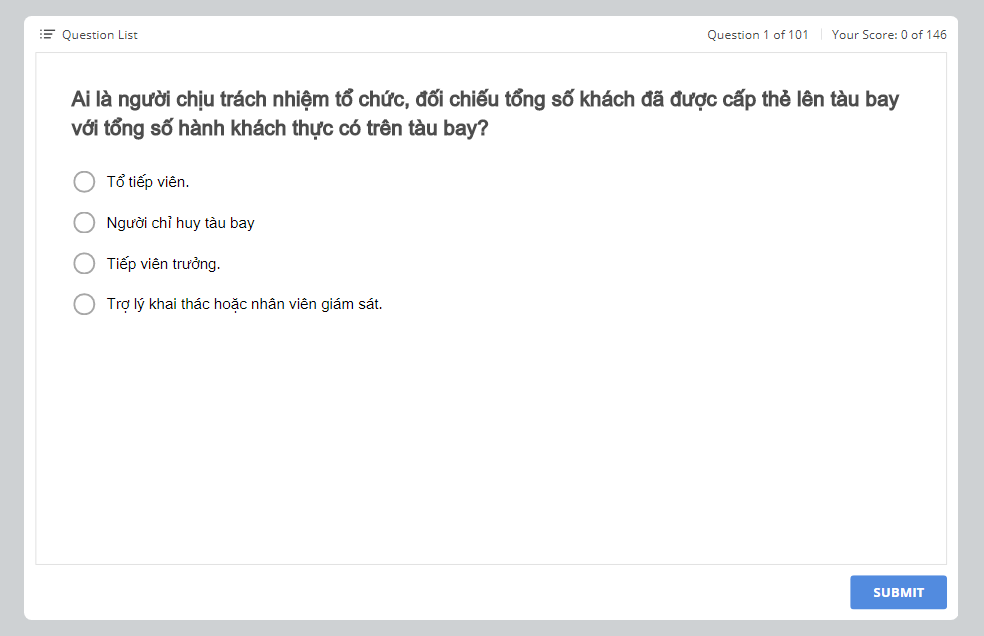 Question List
Question 1 of 101
Your Score: 0 of 146
Ai là người chịu trách nhiệm tổ chức, đối chiếu tổng số khách đã được cấp thẻ lên tàu bay
với tổng số hành khách thực có trên tàu bay?
Tổ tiếp viên.
Người chỉ huy tàu bay
Tiếp viên trưởng.
Trợ lý khai thác hoặc nhân viên giám sát.
SUBMIT